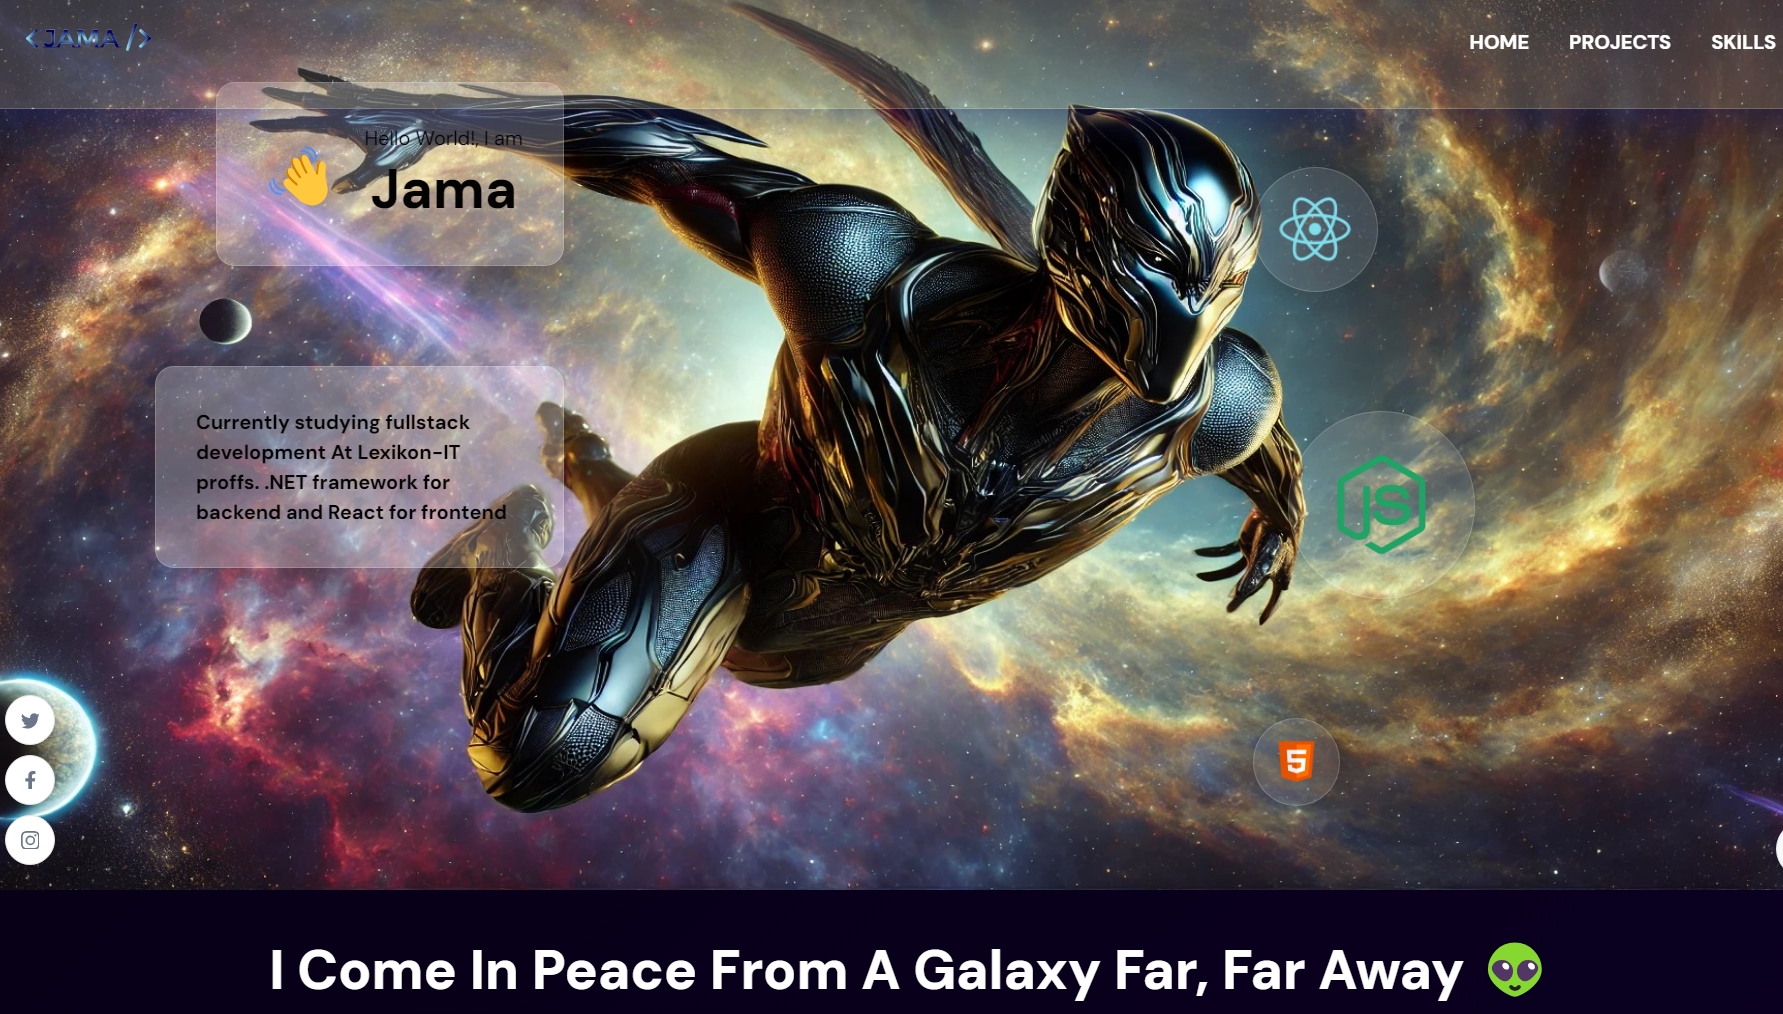 <JAMA />
HOME PROJECTS SKILLS
Hello World!, I am
Jama
Currently studying fullstack
development At Lexikon-IT
proffs. .NET framework for
backend and React for frontend
JS
5
I Come In Peace From A Galaxy Far, Far Away